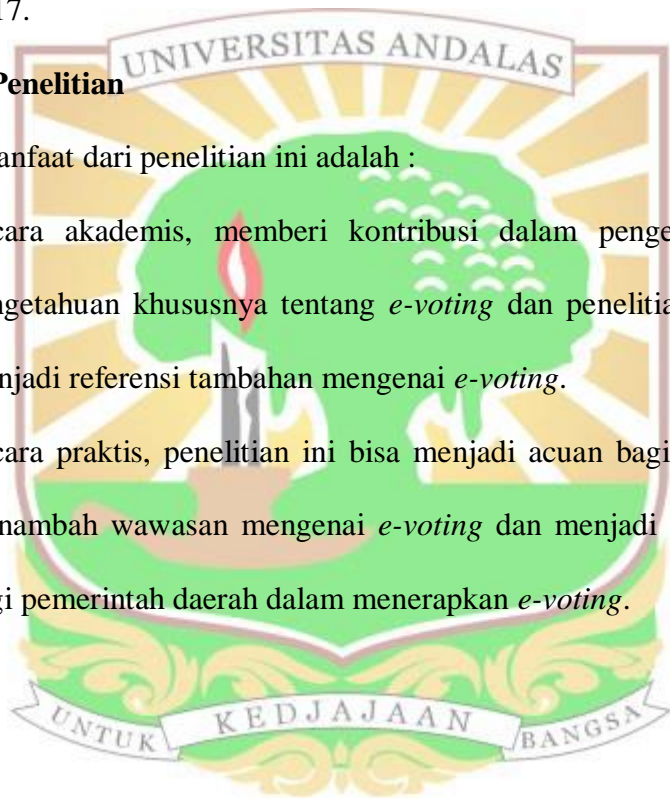 17.
UNIVERSITAS ANDALAS
Penelitian
anfaat dari penelitian ini adalah :
cara akademis, memberi kontribusi dalam penge
ngetahuan khususnya tentang e-voting dan penelitia
njadi referensi tambahan mengenai e-voting.
cara praktis, penelitian ini bisa menjadi acuan bagi
nambah wawasan mengenai e-voting dan menjadi
gi pemerintah daerah dalam menerapkan e-voting.
UNTUK KEDJAJAAN BANGSA